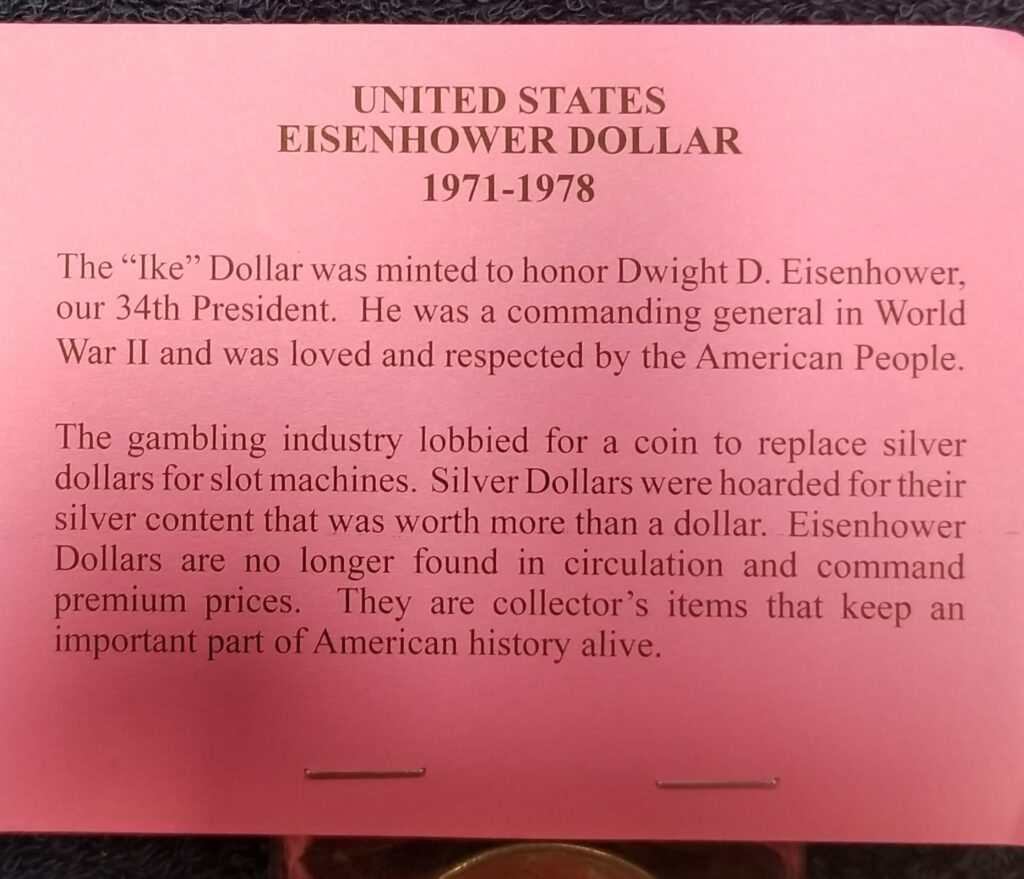 UNITED STATES
EISENHOWER DOLLAR
1971-1978
The “Ike” Dollar was minted to honor Dwight D. Eisenhower,
our 34th President.  He was a commanding general in World
War II and was loved and respected by the American People.
The gambling industry lobbied for a coin to replace silver
dollars for slot machines.  Silver Dollars were hoarded for their
silver content that was worth more than a dollar.  Eisenhower
Dollars are no longer found in circulation and command
premium prices.  They are collector’s items that keep an
important part of American history alive.